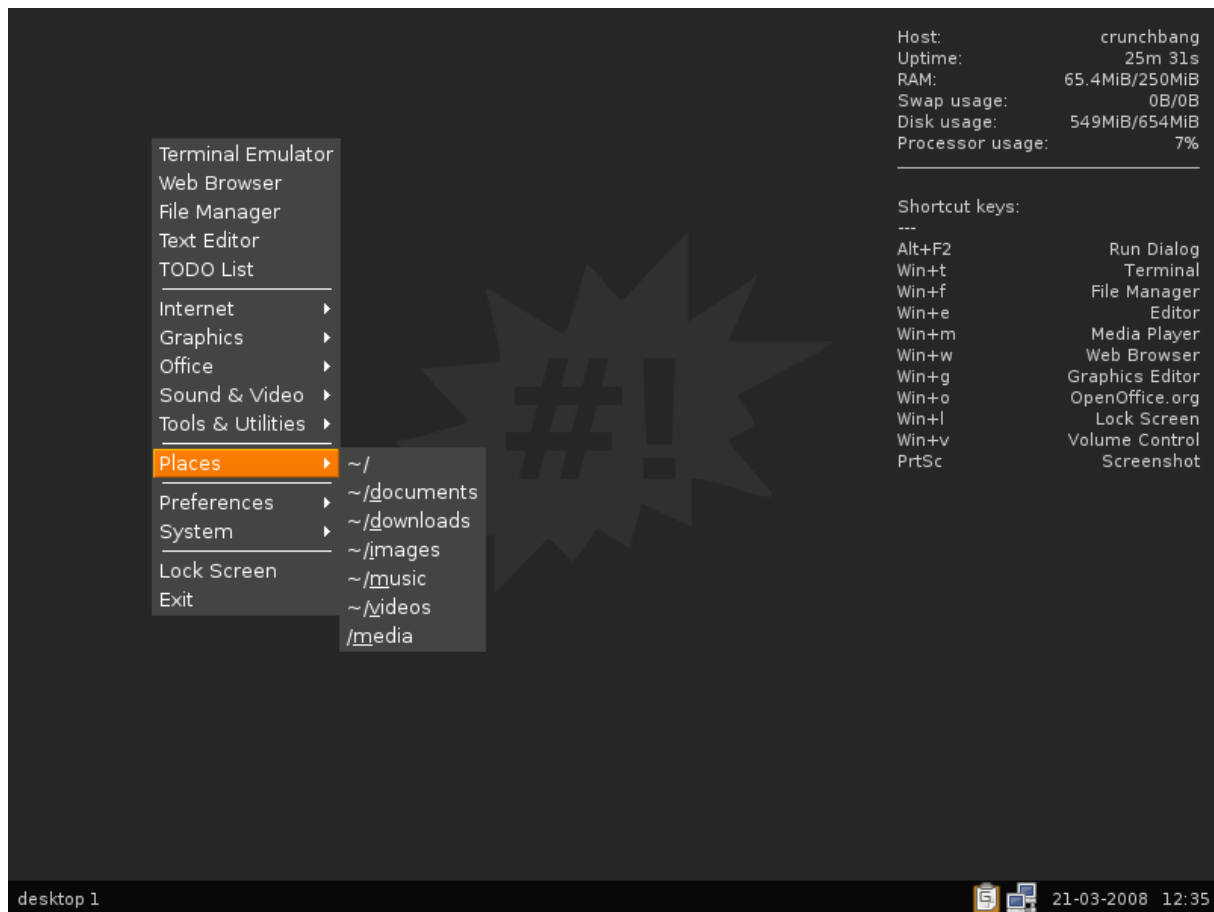 Host: crunchbang
Uptime: 25m 31s
RAM: 65.4MiB/250MiB
Swap usage: 0B/0B
Disk usage: 549MiB/654MiB
Processor usage: 7%
Shortcut keys:
---
Alt+F2 Run Dialog
Win+t Terminal
Win+f File Manager
Win+e Editor
Win+m Media Player
Win+w Web Browser
Win+g Graphics Editor
Win+o OpenOffice.org
Win+l Lock Screen
Win+v Volume Control
PrtSc Screenshot
Terminal Emulator
Web Browser
File Manager
Text Editor
TODO List
Internet
Graphics
Office
Sound & Video
Tools & Utilities
Places
Preferences
System
Lock Screen
Exit
~/
~/documents
~/downloads
~/images
~/music
~/videos
/media
#!
desktop 1
21-03-2008 12:35